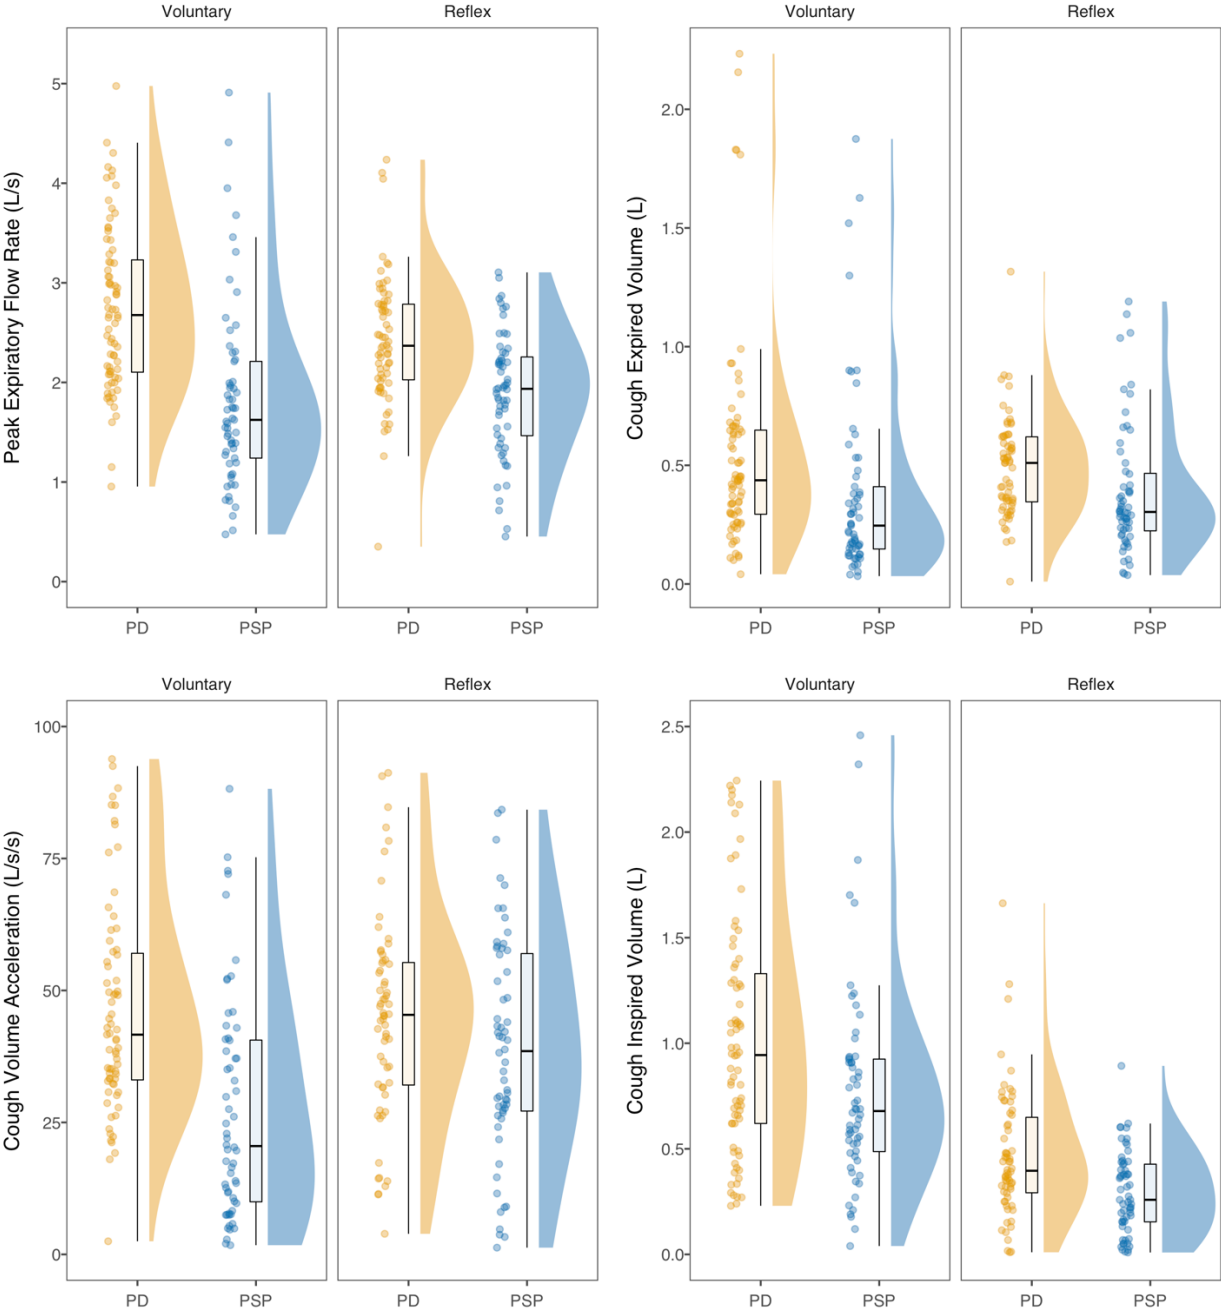 Voluntary Reflex
Peak Expiratory Flow Rate (L/s)
5
4
3
2
1
0
PD PSP PD PSP
Voluntary Reflex
Cough Expired Volume (L)
2.0
1.5
1.0
0.5
0.0
PD PSP PD PSP
Voluntary Reflex
Cough Volume Acceleration (L/s/s)
100
75
50
25
0
PD PSP PD PSP
Voluntary Reflex
Cough Inspired Volume (L)
2.5
2.0
1.5
1.0
0.5
0.0
PD PSP PD PSP